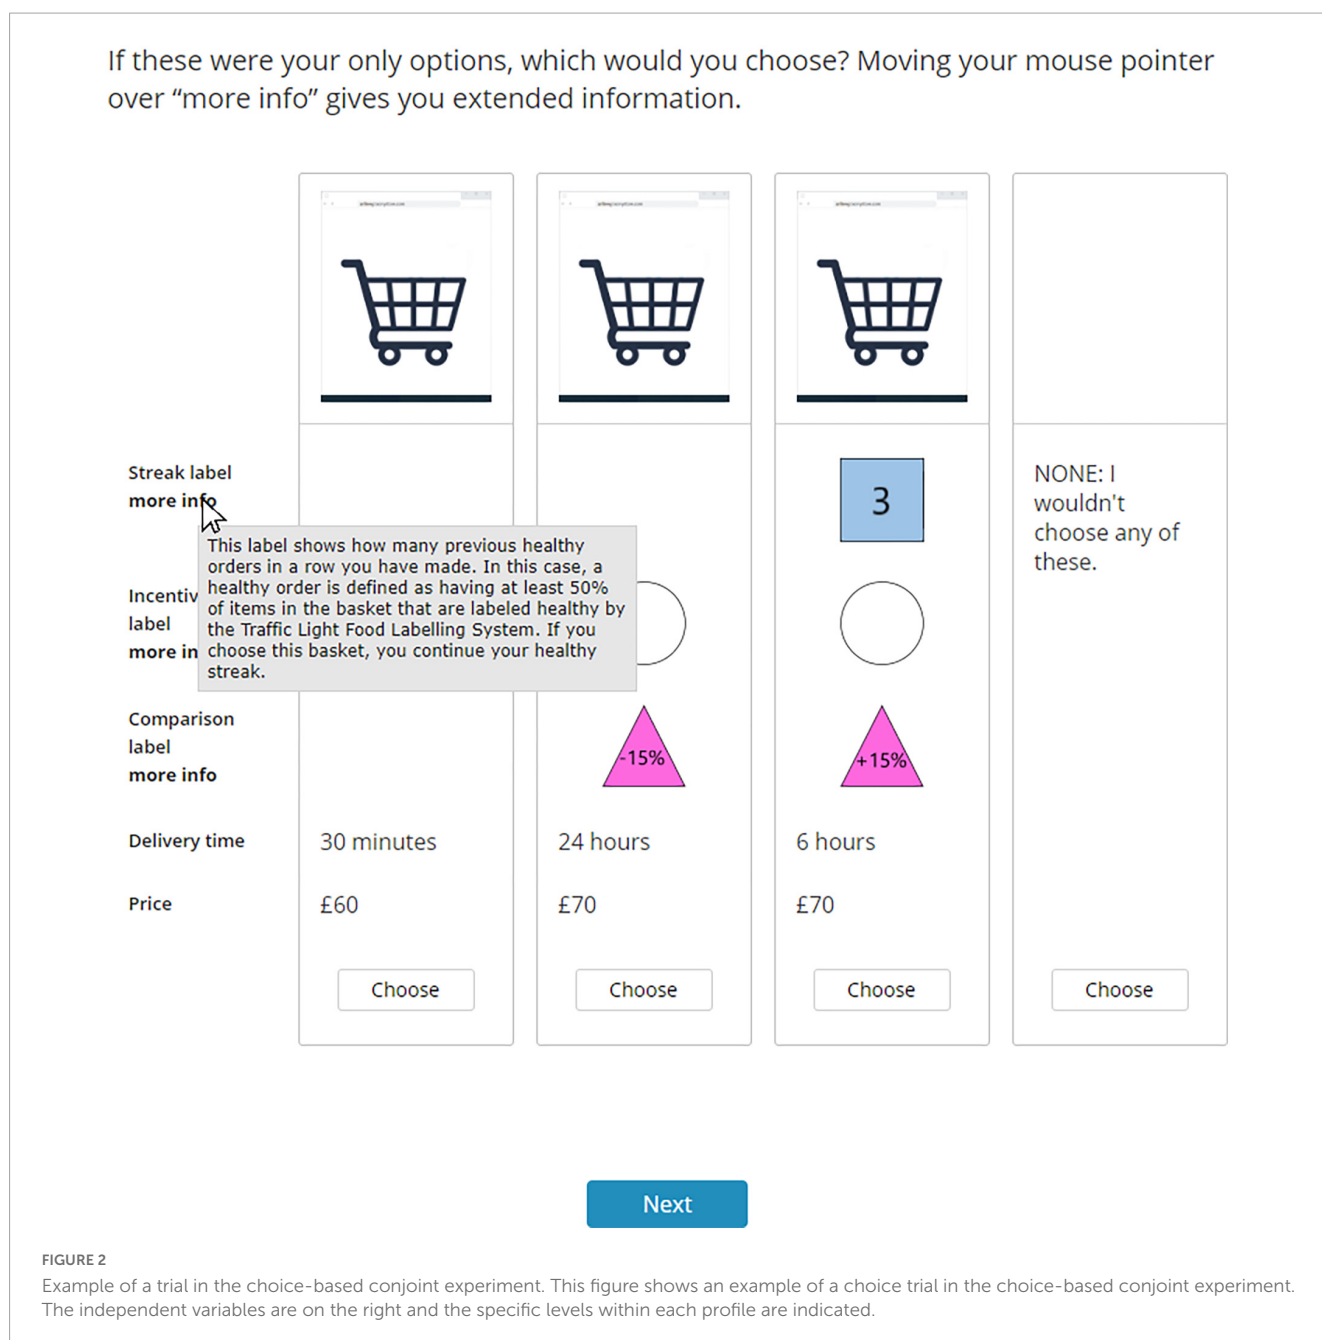 If these were your only options, which would you choose? Moving your mouse pointer
over “more info” gives you extended information.
Streak label
more info
3
NONE: I
wouldn't
choose any of
these.
This label shows how many previous healthy
orders in a row you have made. In this case, a
healthy order is defined as having at least 50%
of items in the basket that are labeled healthy by
the Traffic Light Food Labelling System. If you
choose this basket, you continue your healthy
streak.
label
more
Comparison
label
more info
-15%
+15%
Delivery time
30 minutes
24 hours
6 hours
Price
£60
£70
£70
Choose
Choose
Choose
Choose
Next
FIGURE 2
Example of a trial in the choice-based conjoint experiment. This figure shows an example of a choice trial in the choice-based conjoint experiment.
The independent variables are on the right and the specific levels within each profile are indicated.